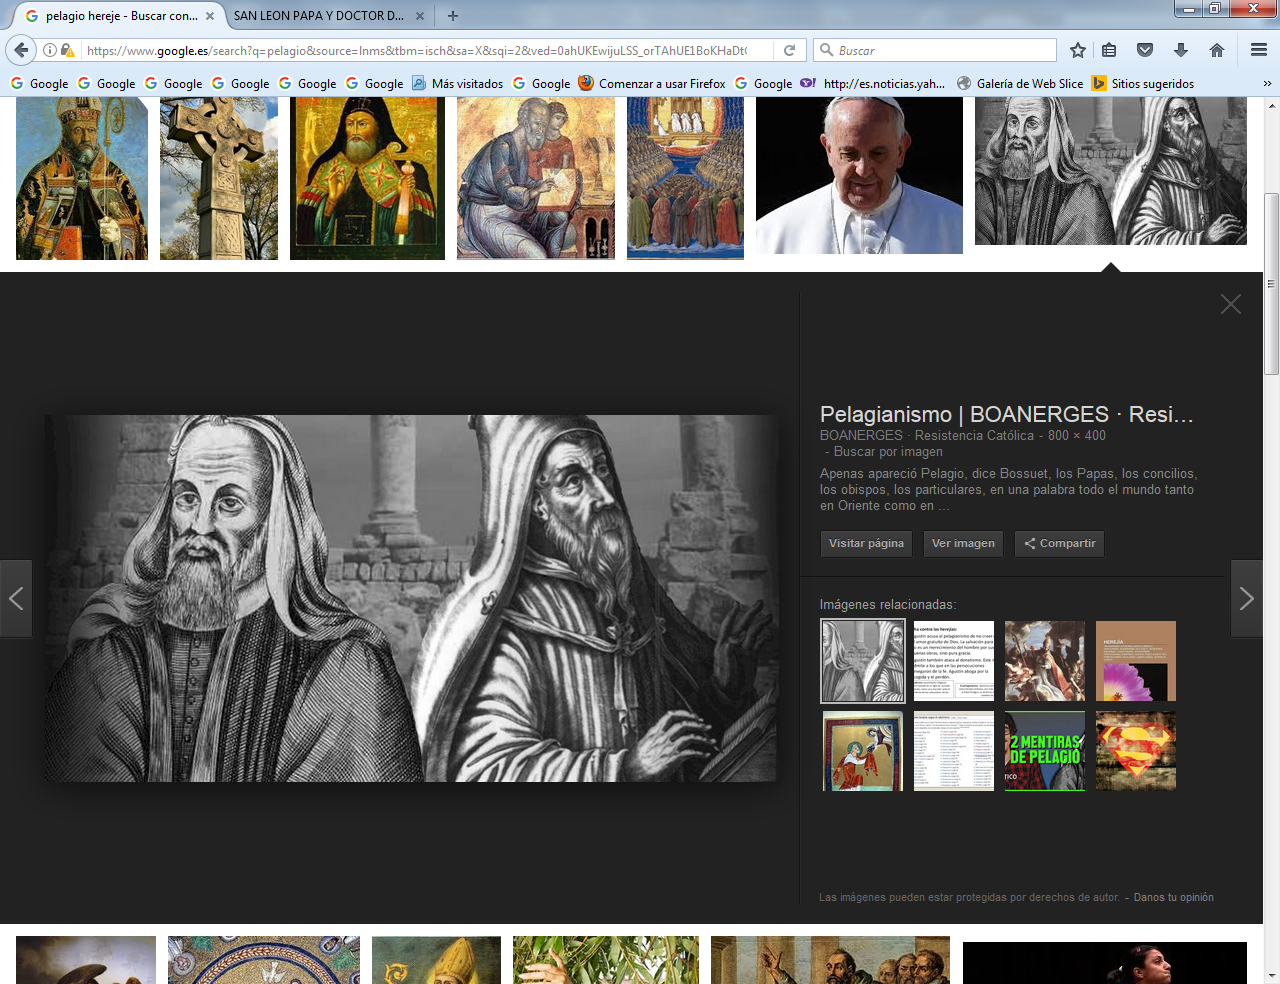 pelagio hereje - Buscar con...
SAN LEON PAPA Y DOCTOR D...
https://www.google.es/search?q=pelagio&source=lnms&tbm=isch&sa=X&sqi=2&ved=
Buscar
Google
Google
Google
Google
Google
Google
Más visitados
Google
Comenzar a usar Firefox
Google
http://es.noticias.yah...
Galería de Web Slice
Sitios sugeridos
Pelagianismo | BOANERGES · Resi...
BOANERGES · Resistencia Católica - 800 × 400
- Buscar por imagen
Apenas apareció Pelagio, dice Bossuet, los Papas, los concilios,
los obispos, los particulares, en una palabra todo el mundo tanto
en Oriente como en ...
Visitar página
Ver imagen
Compartir
Imágenes relacionadas:
HEREJIA
2 MENTIRAS
DE PELAGIO
Las imágenes pueden estar protegidas por derechos de autor. - Danos tu opinión